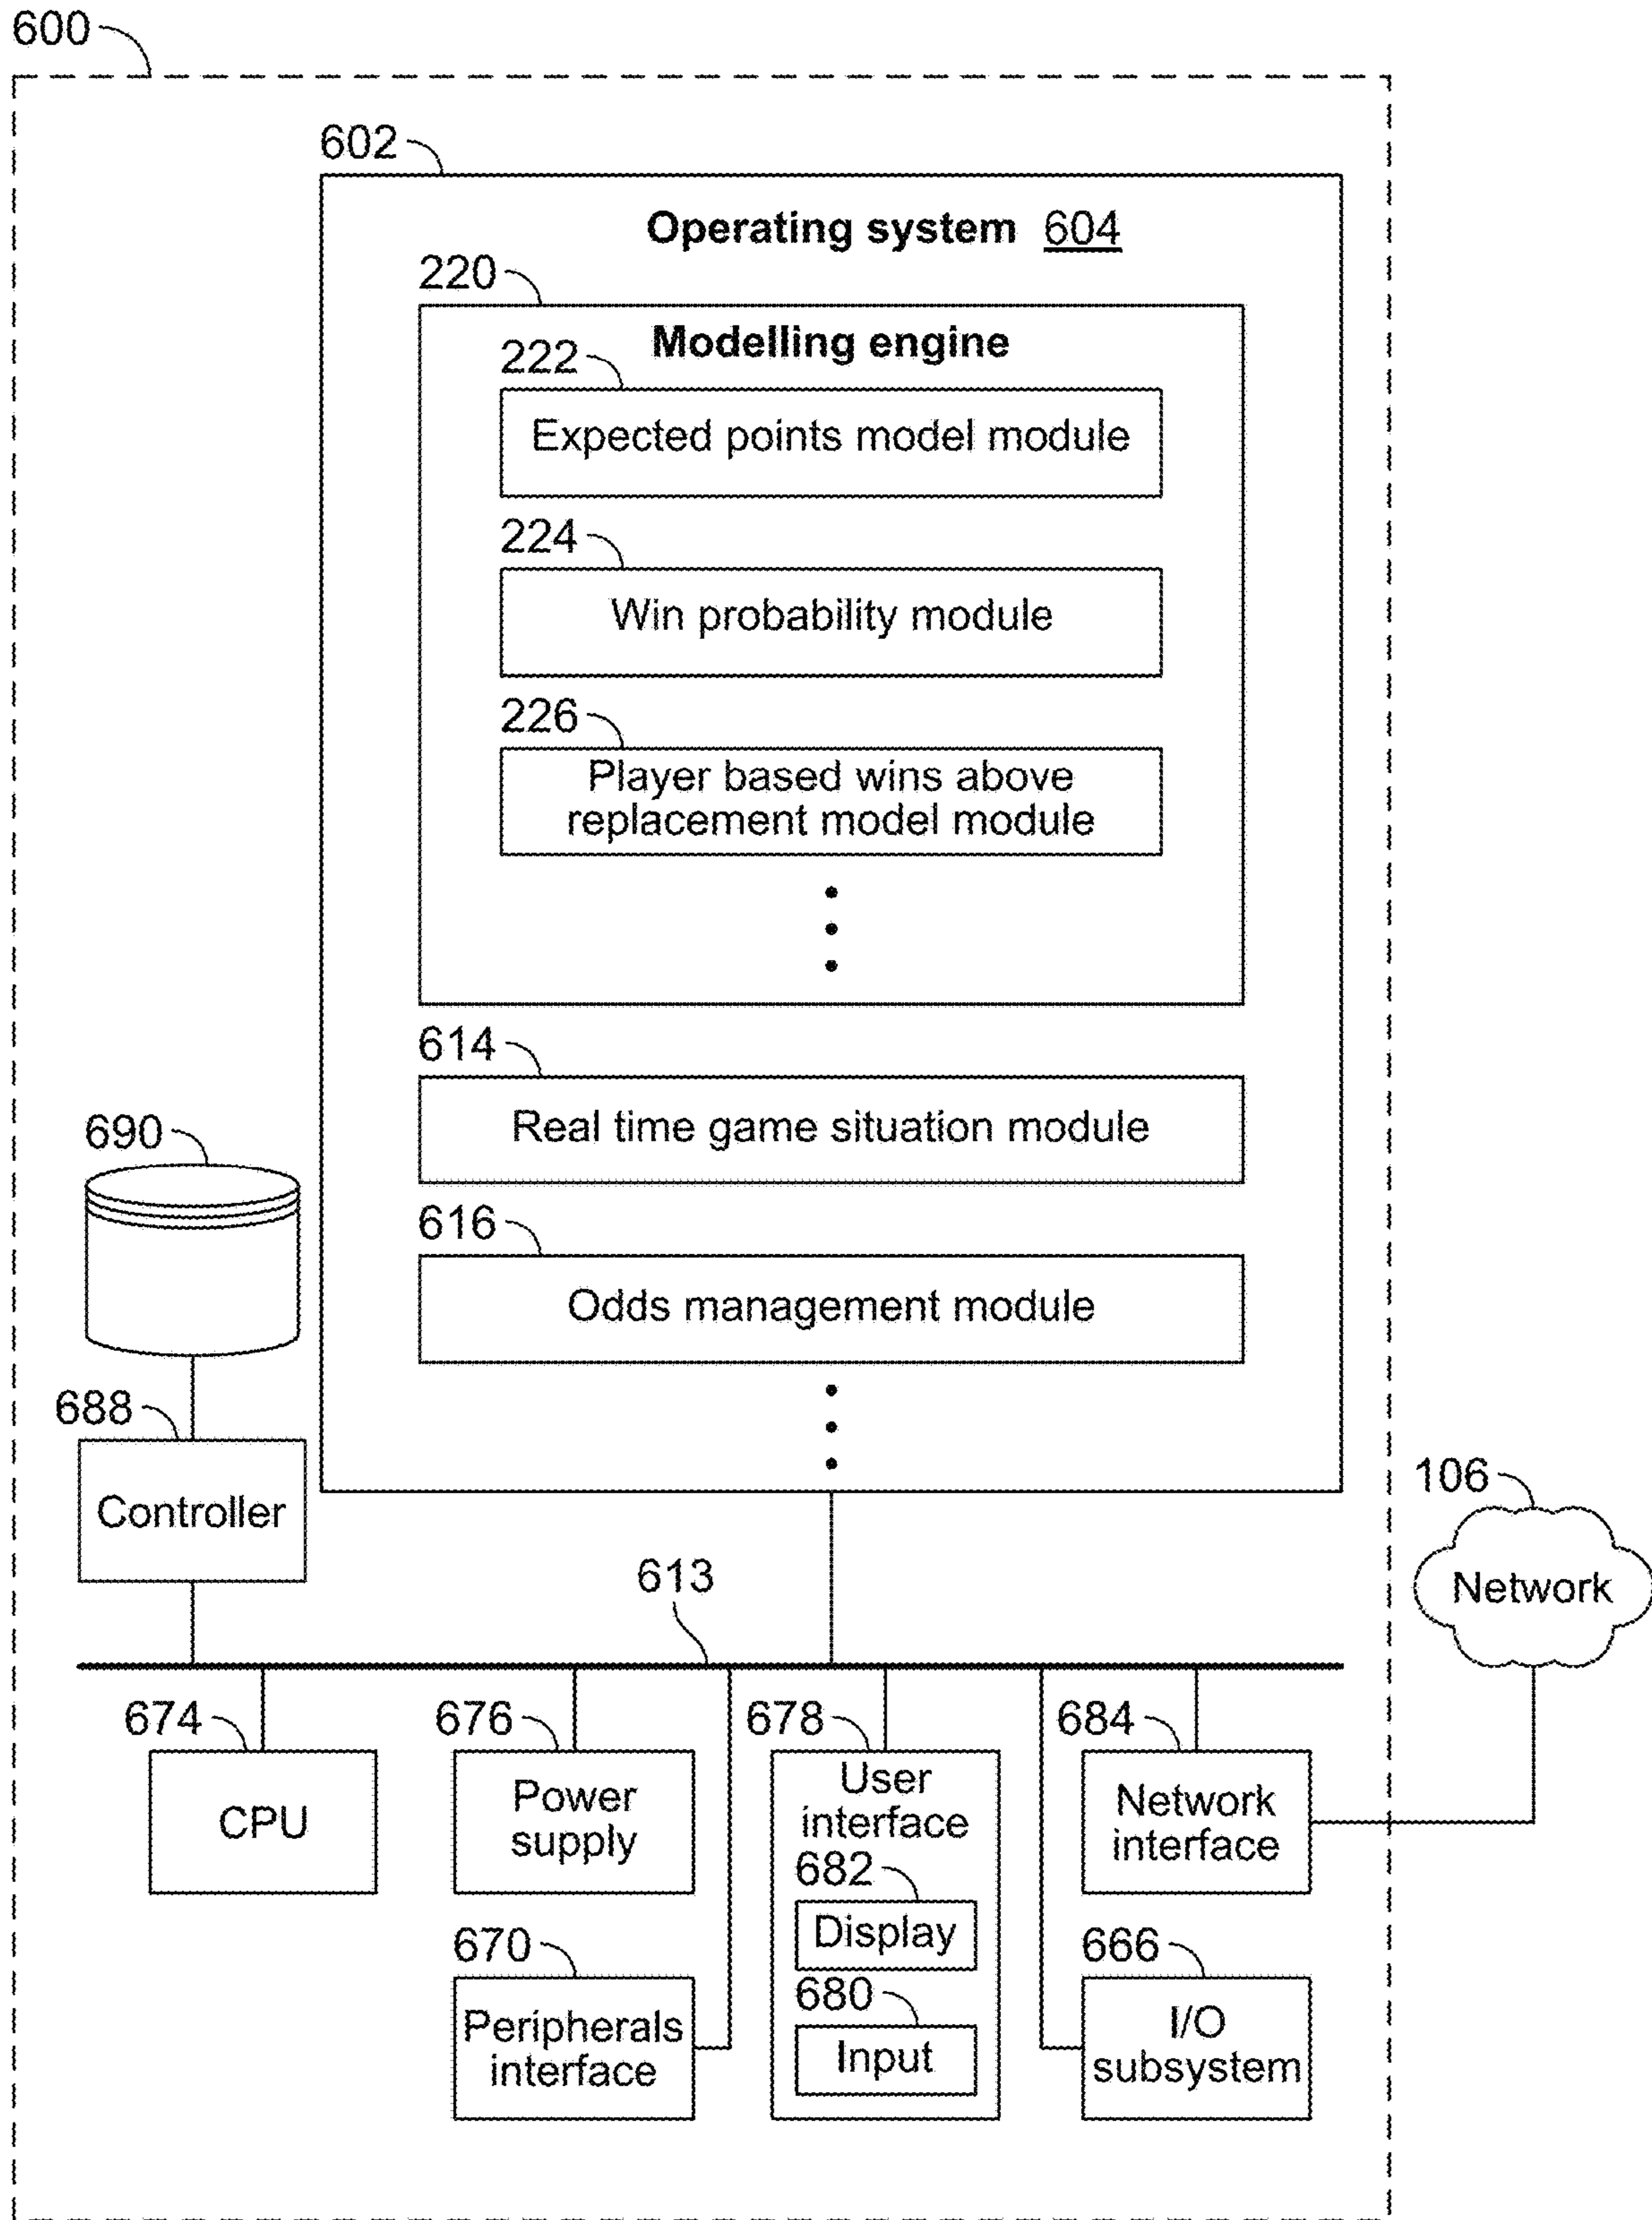 600
602
Operating system 604
220
Modelling engine
222
Expected points model module
224
Win probability module
226
Player based wins above
replacement model module
614
Real time game situation module
690
616
Odds management module
688
Controller
106
Network
613
674
CPU
676
Power
supply
678
User
interface
682
Display
680
Input
684
Network
interface
670
Peripherals
interface
666
I/O
subsystem